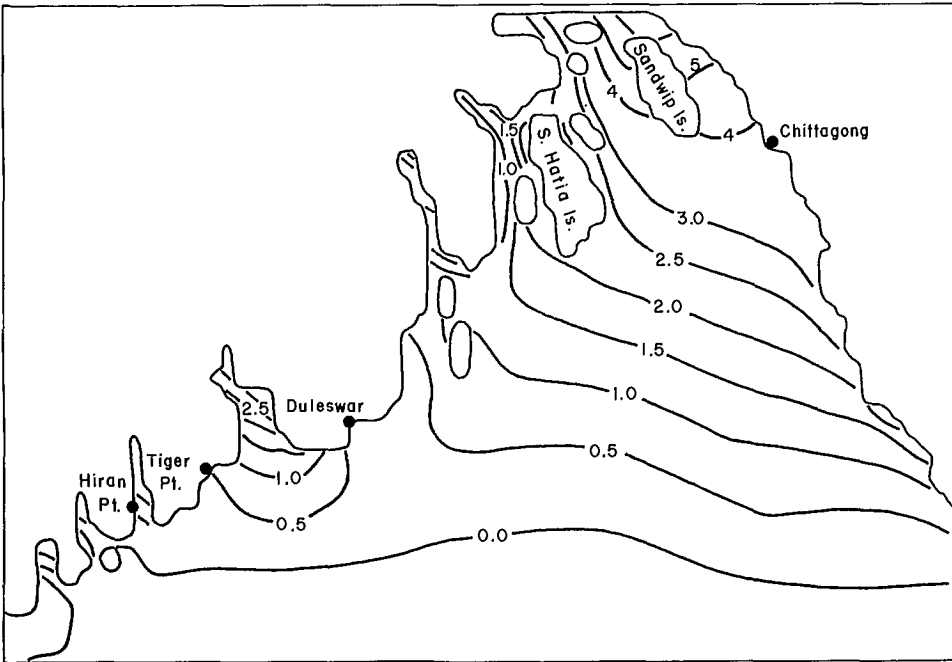 5
Sandwip Is.
4
Chittagong
4
1.5
S. Hatia Is.
1.0
3.0
2.5
2.0
1.5
1.0
2.5
Duleswar
0.5
Tiger
Pt.
1.0
Hiran
Pt.
0.5
0.0